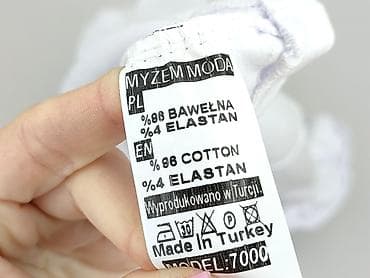 MYZEM MODA
PL
%96 BAWEŁNA
%4 ELASTAN
EN
%96 COTTON
%4 ELASTAN
Wyprodukowano w Turcji.
Made In Turkey
MODEL:7000